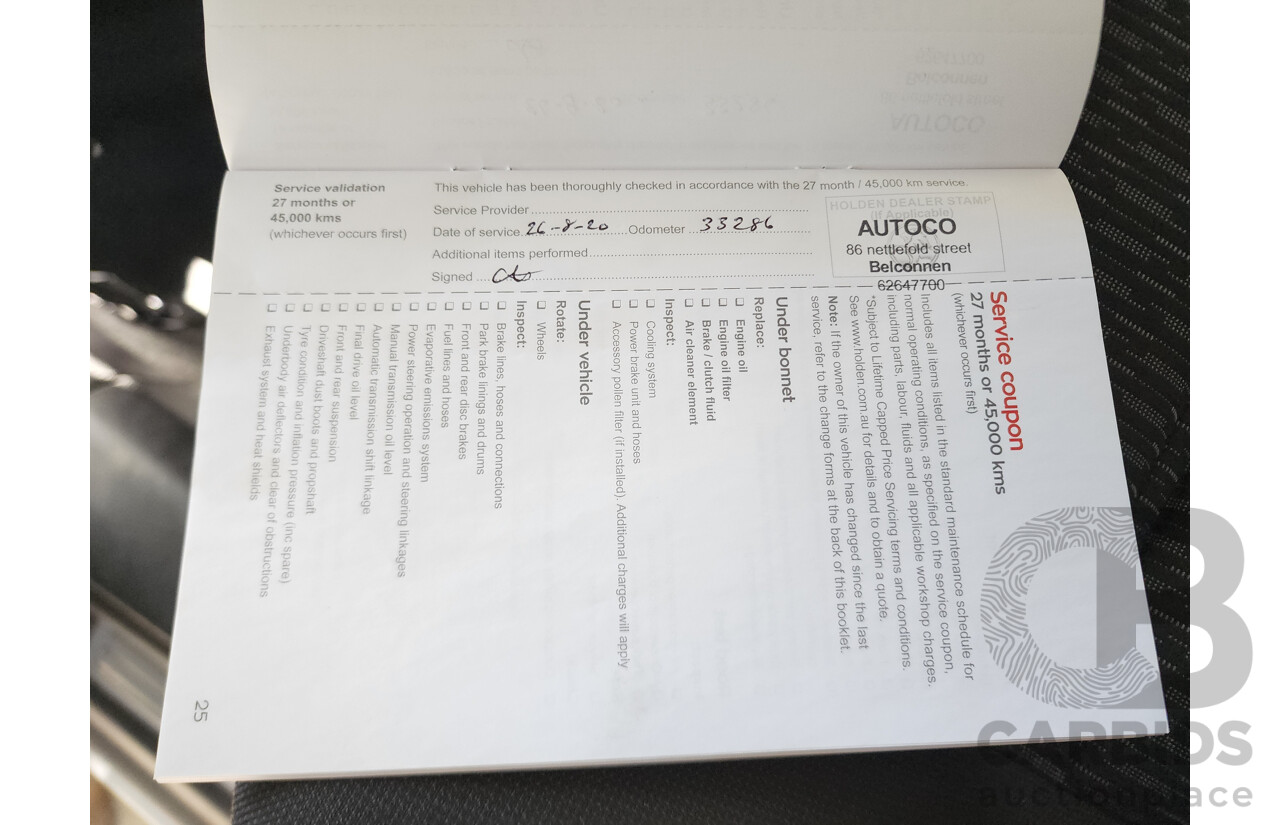 Service validation
27 months or
45,000 kms
(whichever occurs first)
This vehicle has been thoroughly checked in accordance with the 27 month / 45,000 km service.
Service Provider
Date of service 26-8-20 Odometer 33286
Additional items performed
Signed
HOLDEN DEALER STAMP
(If Applicable)
AUTOCO
86 nettlefold street
Belconnen
62647700
Service coupon
27 months or 45,000 kms
(whichever occurs first)
Includes all items listed in the standard maintenance schedule for
normal operating conditions, as specified on the service coupon,
including parts, labour, fluids and all applicable workshop charges.
*Subject to Lifetime Capped Price Servicing terms and conditions.
See www.holden.com.au for details and to obtain a quote.
Note: If the owner of this vehicle has changed since the last
service, refer to the change forms at the back of this booklet.
Under bonnet
Replace:
❑ Engine oil
❑ Engine oil filter
❑ Brake / clutch fluid
❑ Air cleaner element
Inspect:
❑ Cooling system
❑ Power brake unit and hoses
❑ Accessory pollen filter (if installed). Additional charges will apply
Under vehicle
Rotate:
❑ Wheels
Inspect:
❑ Brake lines, hoses and connections
❑ Park brake linings and drums
❑ Front and rear disc brakes
❑ Fuel lines and hoses
❑ Evaporative emissions system
❑ Power steering operation and steering linkages
❑ Manual transmission oil level
❑ Automatic transmission shift linkage
❑ Final drive oil level
❑ Front and rear suspension
❑ Driveshaft dust boots and propshaft
❑ Tyre condition and inflation pressure (inc spare)
❑ Underbody air deflectors and clear of obstructions
❑ Exhaust system and heat shields
25
CB
CARBIDS
auctionplace